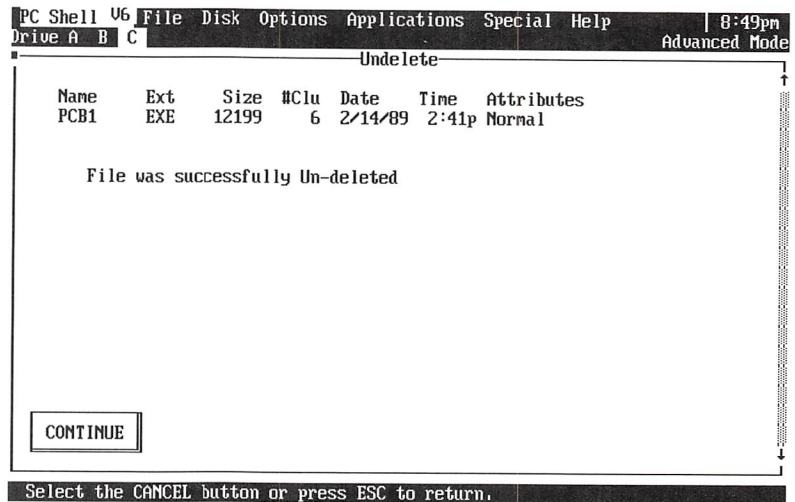 PC Shell V6 File Disk Options Applications Special Help | 8:49pm
Drive A B C Advanced Mode
Undelete
Name Ext Size #Clu Date Time Attributes
PCB1 EXE 12199 6 2/14/89 2:41p Normal
File was successfully Un-deleted
CONTINUE
Select the CANCEL button or press ESC to return.